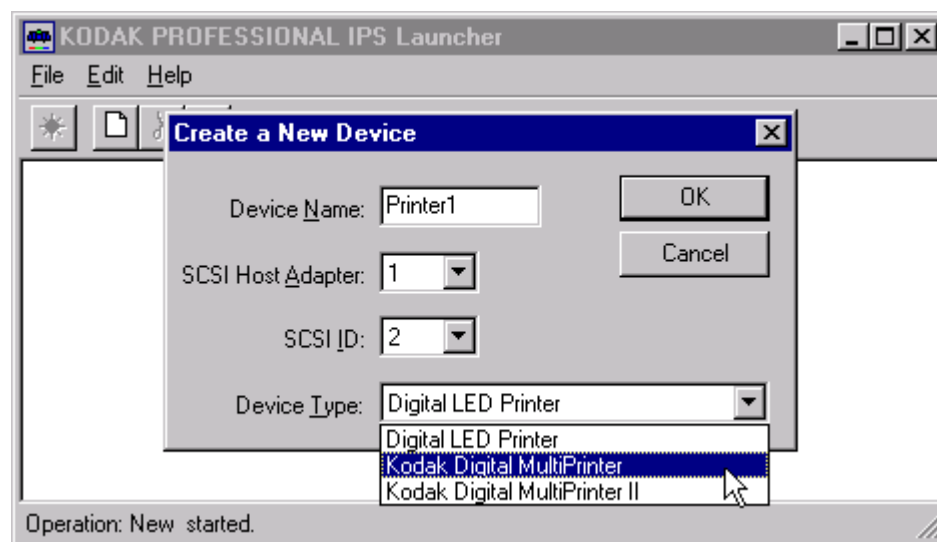 KODAK PROFESSIONAL IPS Launcher
File Edit Help
Create a New Device
Device Name: Printer1
OK
SCSI Host Adapter: 1
Cancel
SCSI ID: 2
Device Type: Digital LED Printer
Digital LED Printer
Kodak Digital MultiPrinter
Kodak Digital MultiPrinter II
Operation: New started.